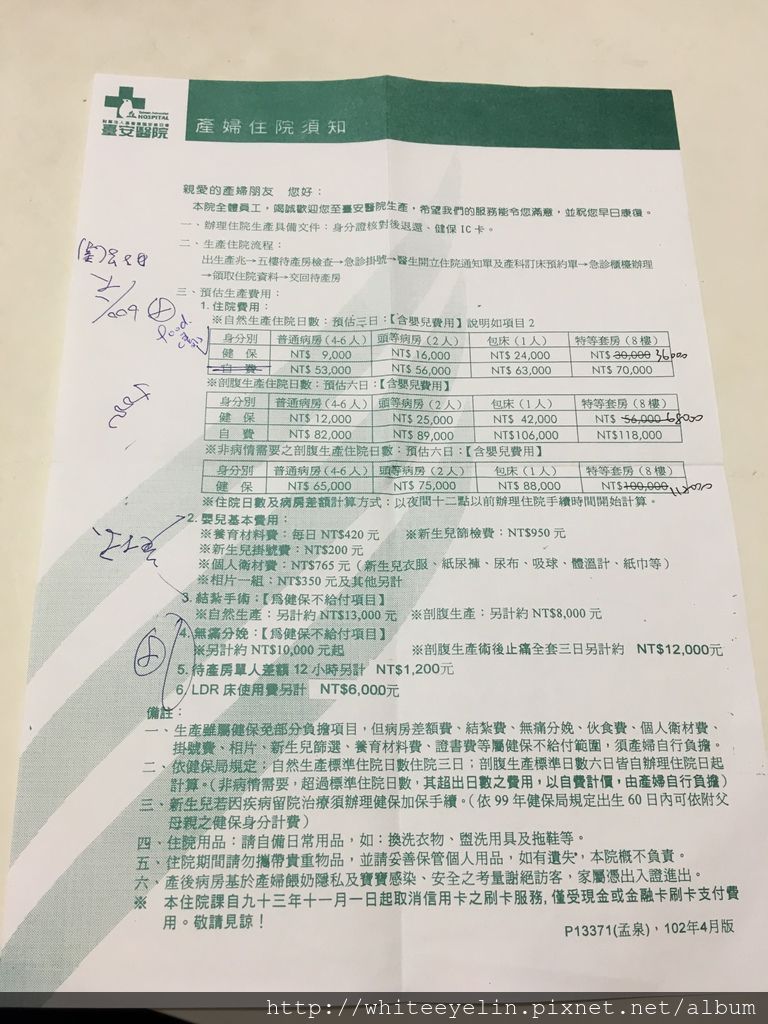 HOSPITAL
臺安醫院
產婦住院須知
親愛的產婦朋友　您好：
本院全體員工，竭誠歡迎您至臺安醫院生產，希望我們的服務能令您滿意，並祝您早日康復。
一、辦理住院生產具備文件：身分證核對後退還、健保 IC 卡。
二、生產住院流程：
出生產兆→五樓待產房檢查→急診掛號→醫生開立住院通知單及產科訂床預約單→急診櫃檯辦理
→領取住院資料→交回待產房
三、預估生產費用：
1. 住院費用：
※自然生產住院日數：預估三日：【含嬰兒費用】說明如項目 2
身分別 普通病房 (4-6 人) 頭等病房 (2 人) 包床 (1 人) 特等套房 (8 樓)
健 保 NT$ 9,000 NT$ 16,000 NT$ 24,000 NT$ 30,000 36000
自 費 NT$ 53,000 NT$ 56,000 NT$ 63,000 NT$ 70,000
※剖腹生產住院日數：預估六日：【含嬰兒費用】
身分別 普通病房 (4-6 人) 頭等病房 (2 人) 包床 (1 人) 特等套房 (8 樓)
健 保 NT$ 12,000 NT$ 25,000 NT$ 42,000 NT$ 56,000 68000
自 費 NT$ 82,000 NT$ 89,000 NT$106,000 NT$118,000
※非病情需要之剖腹生產住院日數：預估六日：【含嬰兒費用】
身分別 普通病房 (4-6 人) 頭等病房 (2 人) 包床 (1 人) 特等套房 (8 樓)
健 保 NT$ 65,000 NT$ 75,000 NT$ 88,000 NT$100,000
※住院日數及病房差額計算方式：以夜間十二點以前辦理住院手續時間開始計算。
2. 嬰兒基本費用：
※養育材料費：每日 NT$420 元　※新生兒篩檢費：NT$950 元
※新生兒掛號費：NT$200 元
※個人衛材費：NT$765 元（新生兒衣服、紙尿褲、尿布、吸球、體溫計、紙巾等）
※相片一組：NT$350 元及其他另計
3. 結紮手術：【為健保不給付項目】
※自然生產：另計約 NT$13,000 元　※剖腹生產：另計約 NT$8,000 元
4. 無痛分娩：【為健保不給付項目】
※另計約 NT$10,000 元起　※剖腹生產術後止痛全套三日另計約　NT$12,000元
5. 待產房單人差額 12 小時另計　NT$1,200元
6. LDR 床使用費另計　NT$6,000元
備註：
一、生產雖屬健保免部分負擔項目，但病房差額費、結紮費、無痛分娩、伙食費、個人衛材費、
掛號費、相片、新生兒篩選、養育材料費、證書費等屬健保不給付範圍，須產婦自行負擔。
二、依健保局規定；自然生產標準住院日數住院三日；剖腹生產標準日數六日皆自辦理住院日起
計算。(非病情需要，超過標準住院日數，其超出日數之費用，以自費計價，由產婦自行負擔)
三、新生兒若因疾病留院治療須辦理健保加保手續。(依 99 年健保局規定出生 60 日內可依附父
母親之健保身分計費)
四、住院用品：請自備日常用品，如：換洗衣物、盥洗用具及拖鞋等。
五、住院期間請勿攜帶貴重物品，並請妥善保管個人用品，如有遺失，本院概不負責。
六、產後病房基於產婦餵奶隱私及寶寶感染、安全之考量謝絕訪客，家屬憑出入證進出。
※　本住院課自九十三年十一月一日起取消信用卡之刷卡服務, 僅受現金或金融卡刷卡支付費
用。敬請見諒！
P13371(孟泉)，102年4月版
http://whiteeyelin.pixnet.net/album